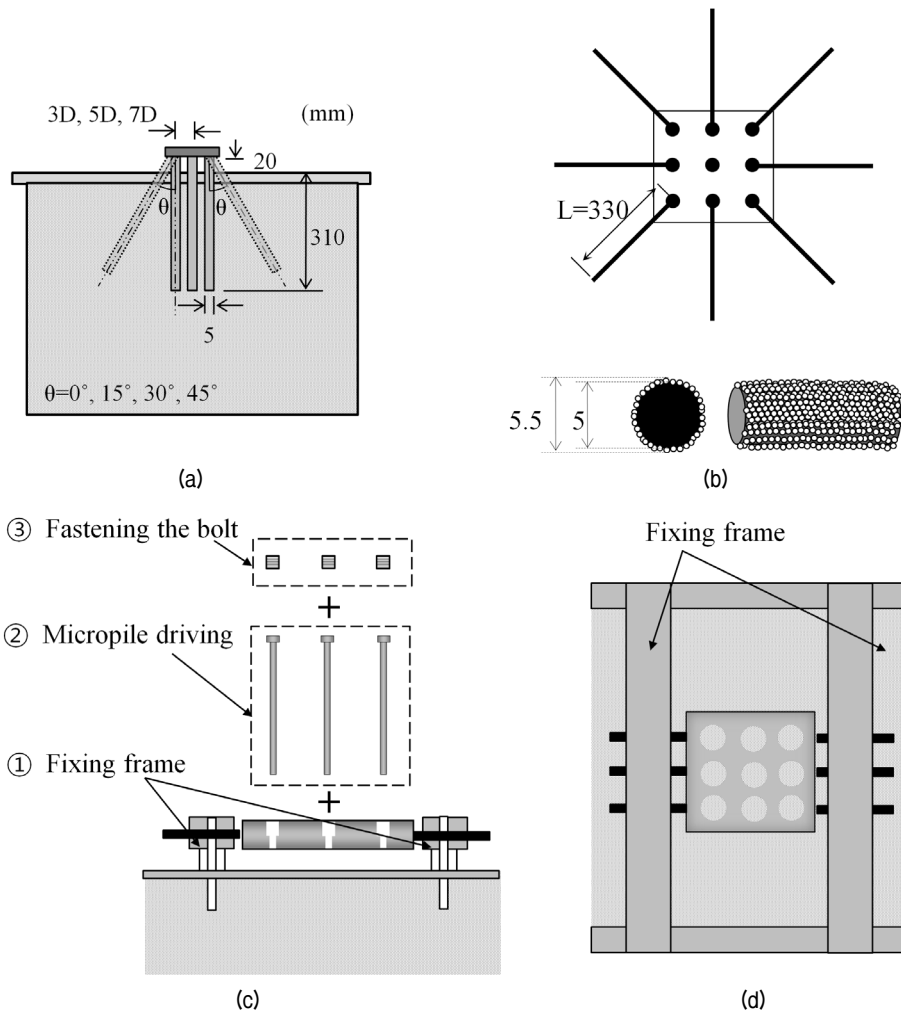 3D, 5D, 7D
(mm)
20
θ
θ
310
5
θ=0˚, 15˚, 30˚, 45˚
(a)
L=330
5.5
5
(b)
③ Fastening the bolt
+
② Micropile driving
① Fixing frame
+
(c)
Fixing frame
(d)